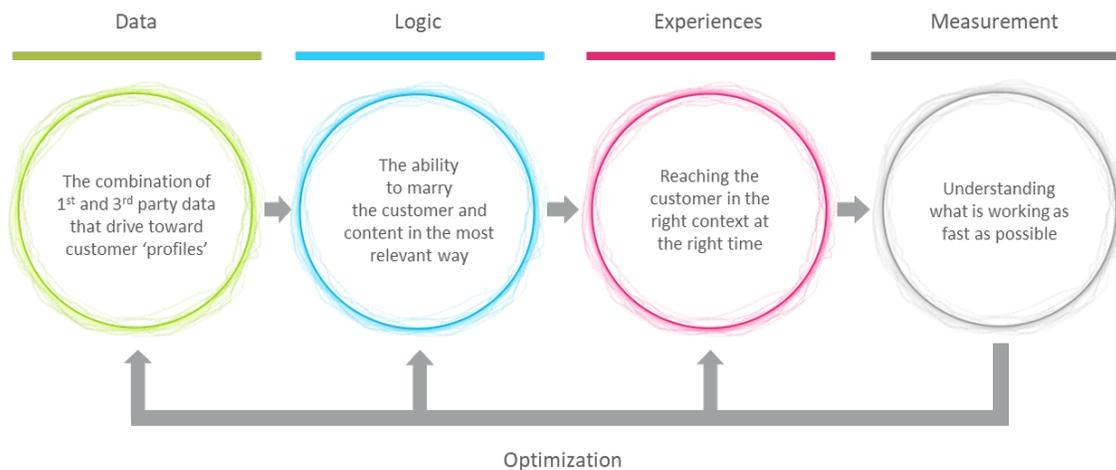 Data
Logic
Experiences
Measurement
The combination of
1st and 3rd party data
that drive toward
customer ‘profiles’
The ability
to marry
the customer and
content in the most
relevant way
Reaching the
customer in the
right context at
the right time
Understanding
what is working as
fast as possible
Optimization